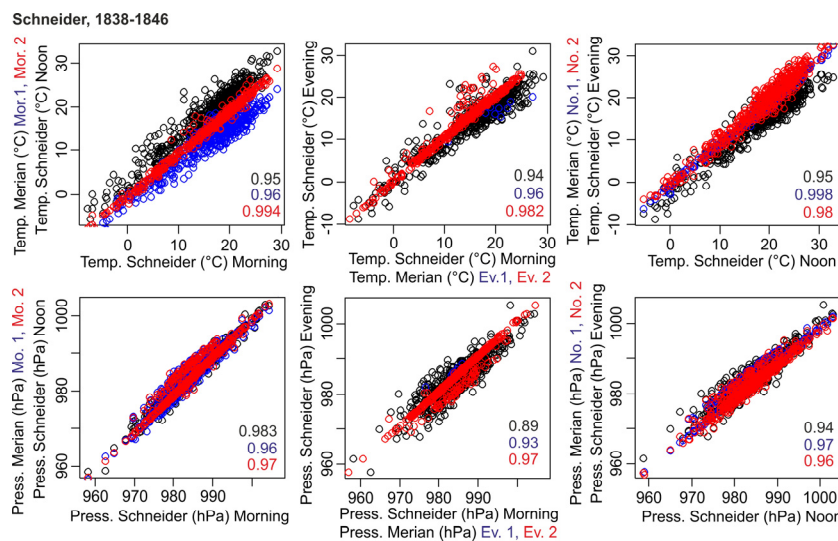 Schneider, 1838-1846
Temp. Merian (°C) Mor.1, Mor. 2
Temp. Schneider (°C) Noon
30
20
10
0
0.95
0.96
0.994
0 10 20 30
Temp. Schneider (°C) Morning
Temp. Schneider (°C) Evening
30
20
10
0
-10
0.94
0.96
0.982
0 10 20 30
Temp. Schneider (°C) Morning
Temp. Merian (°C) Ev.1, Ev. 2
Temp. Merian (°C) No.1, No. 2
Temp. Schneider (°C) Evening
30
20
10
0
-10
0.95
0.998
0.98
0 10 20 30
Temp. Schneider (°C) Noon
Press. Merian (hPa) Mo. 1, Mo. 2
Press. Schneider (hPa) Noon
1000
980
960
0.983
0.96
0.97
960 970 980 990
Press. Schneider (hPa) Morning
Press. Schneider (hPa) Evening
1000
980
960
0.89
0.93
0.97
960 970 980 990
Press. Schneider (hPa) Morning
Press. Merian (hPa) Ev. 1, Ev. 2
Press. Merian (hPa) No. 1, No. 2
Press. Schneider (hPa) Evening
1000
980
960
0.94
0.97
0.96
960 970 980 990 1000
Press. Schneider (hPa) Noon